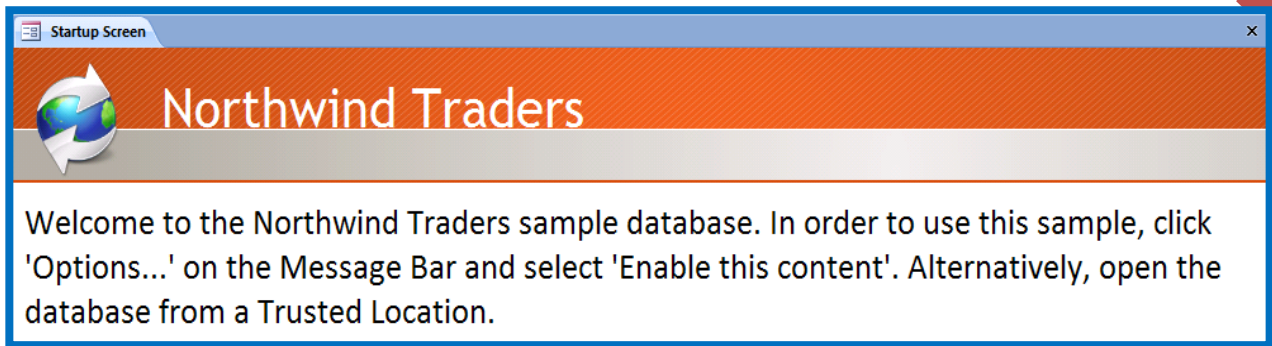 Startup Screen
Northwind Traders
Welcome to the Northwind Traders sample database. In order to use this sample, click
'Options...' on the Message Bar and select 'Enable this content'. Alternatively, open the
database from a Trusted Location.